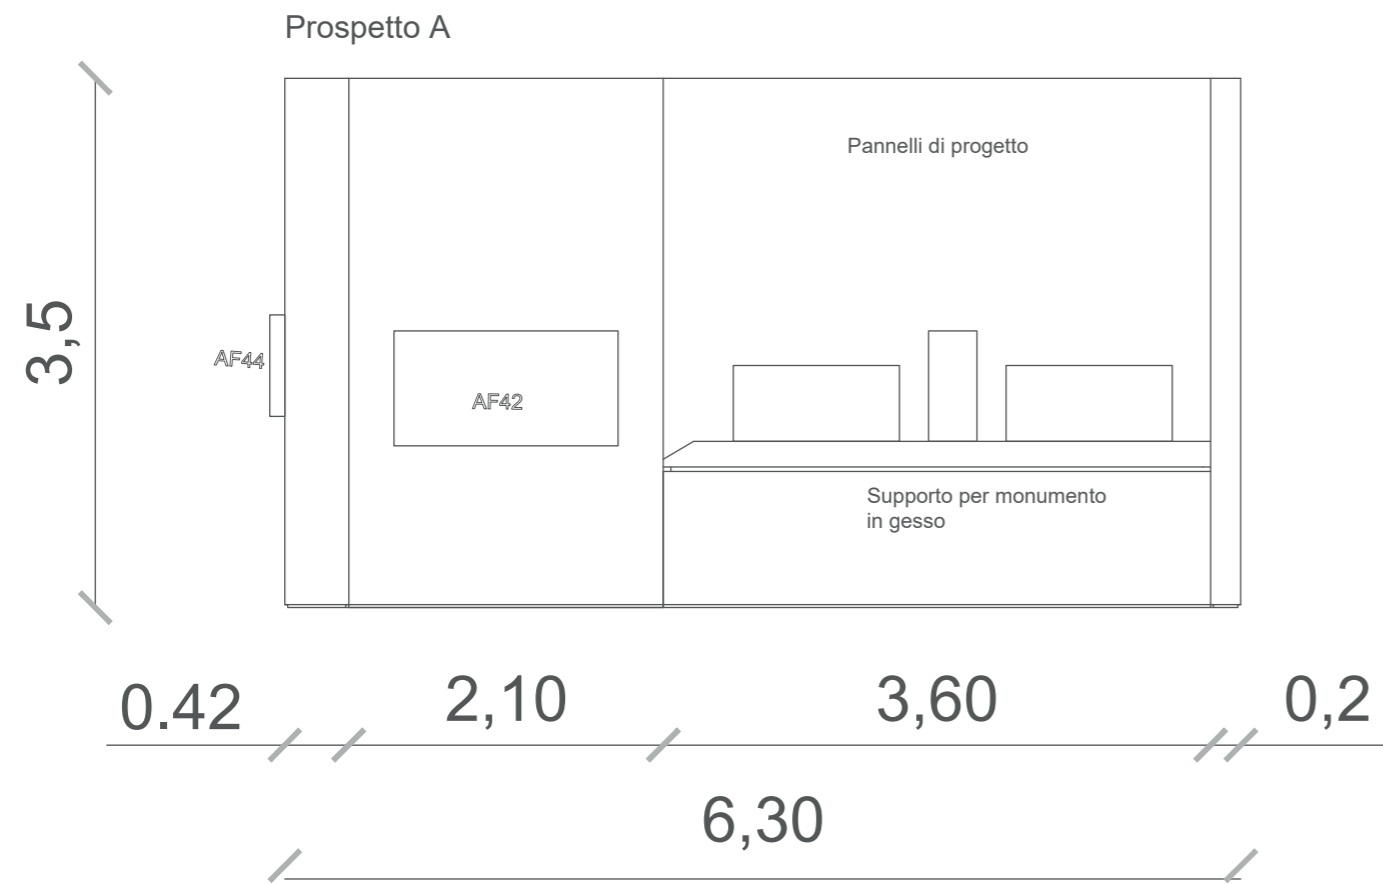 Prospetto A
Pannelli di progetto
3,5
AF44
AF42
Supporto per monumento
in gesso
0.42
2,10
3,60
0,2
6,30